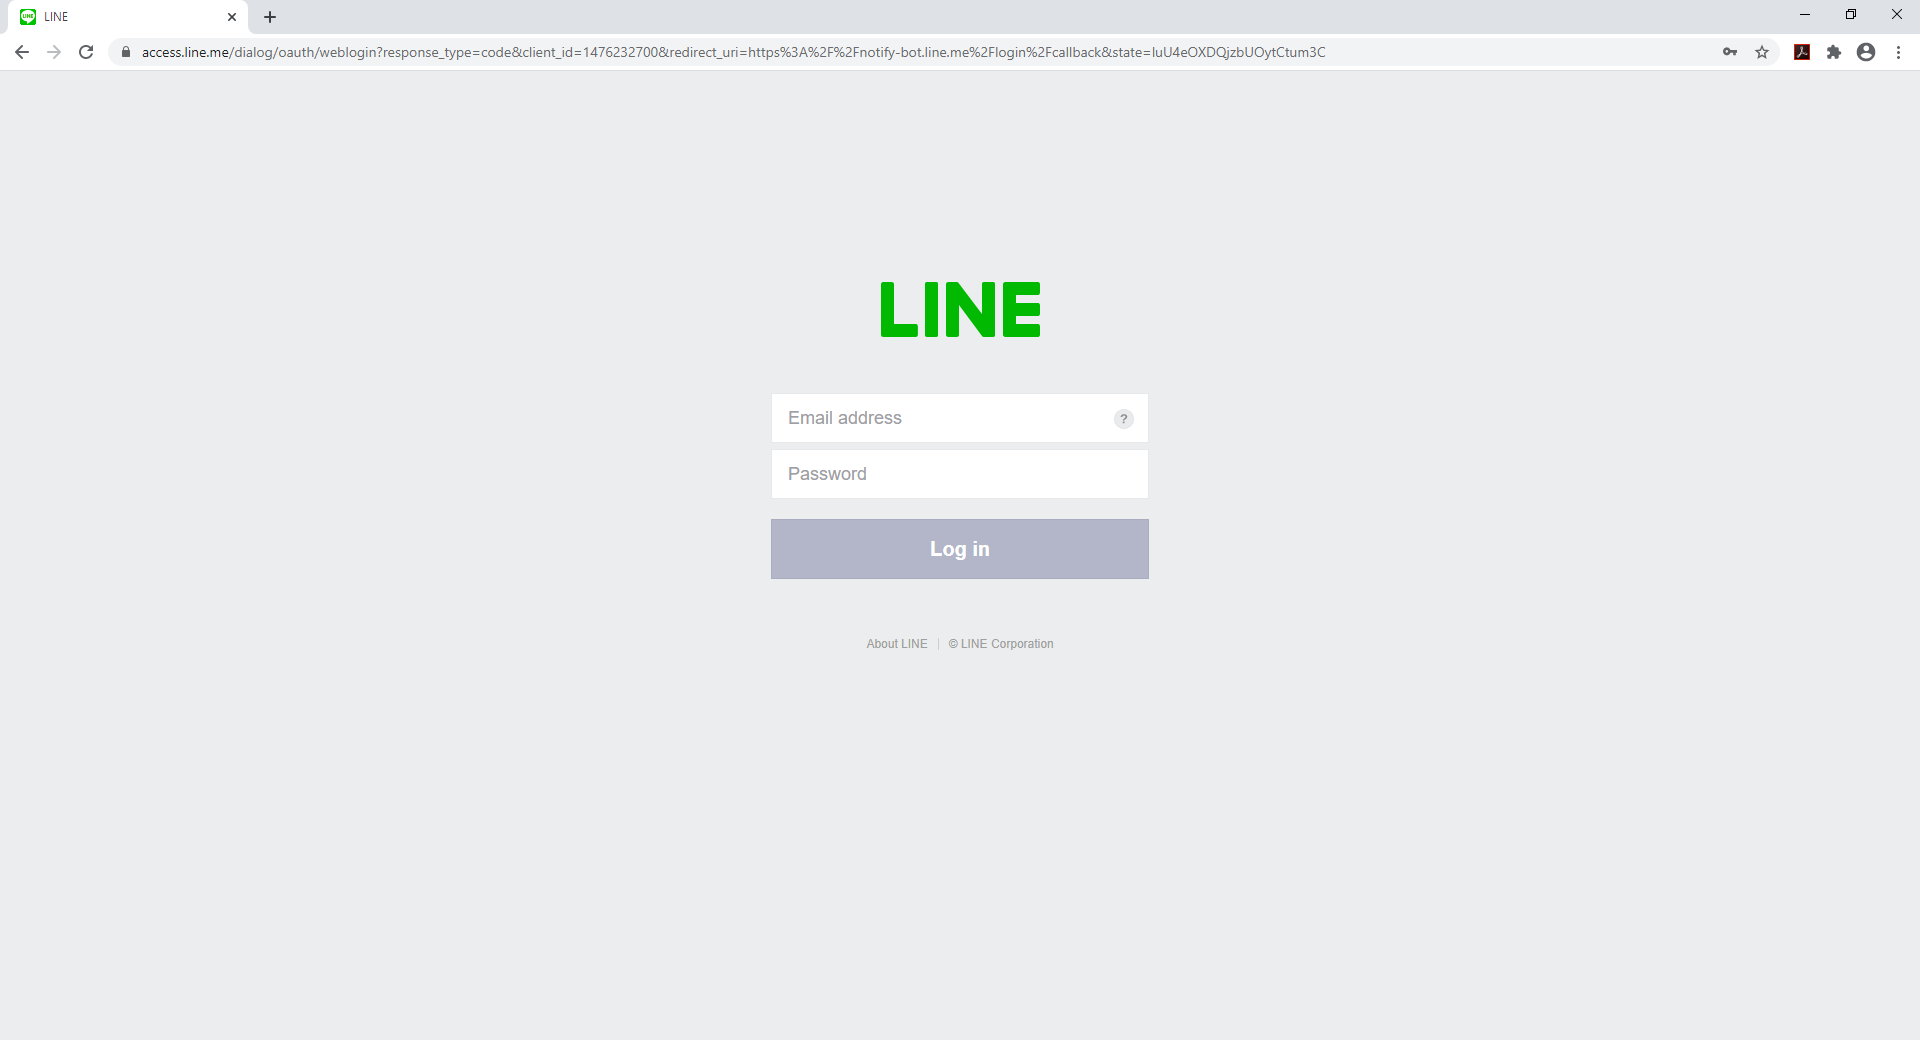 LINE
access.line.me/dialog/oauth/weblogin?response_type=code&client_id=1476232700&redirect_uri=https%3A%2F%2Fnotify-bot.line.me%2Flogin%2Fcallback&state=IuU4eOXDQjzbUOytCtum3C
LINE
Email address ?
Password
Log in
About LINE | © LINE Corporation